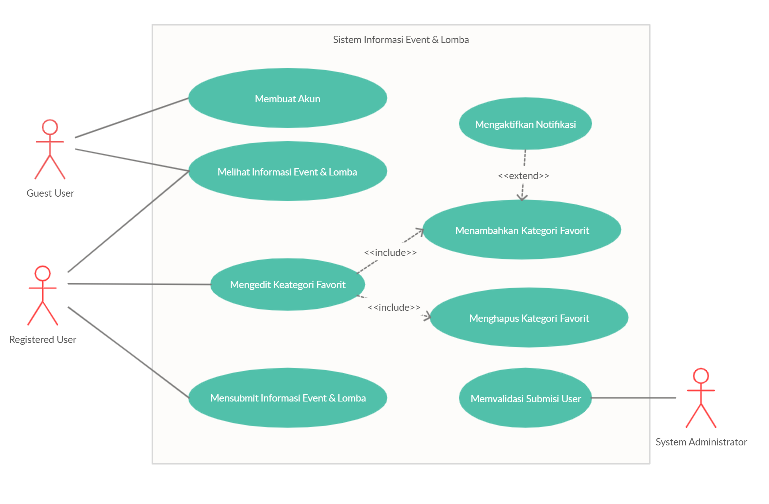 Sistem Informasi Event & Lomba
Membuat Akun
Mengaktifkan Notifikasi
Melihat Informasi Event & Lomba
<<extend>>
Guest User
Menambahkan Kategori Favorit
<<include>>
Mengedit Keategori Favorit
<<include>>
Menghapus Kategori Favorit
Registered User
Mensubmit Informasi Event & Lomba
Memvalidasi Submisi User
System Administrator